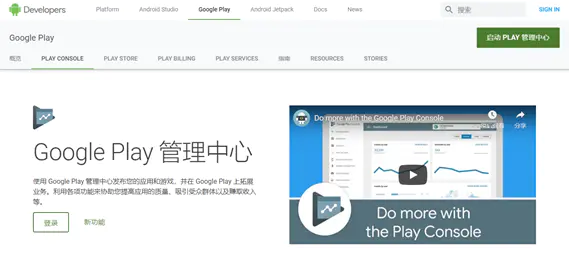 Developers
Platform Android Studio Google Play Android Jetpack Docs News 搜索 SIGN IN
Google Play 启动 PLAY 管理中心
概览 PLAY CONSOLE PLAY STORE PLAY BILLING PLAY SERVICES 指南 RESOURCES STORIES
Google Play 管理中心
使用 Google Play 管理中心发布您的应用和游戏，并在 Google Play 上拓展
业务。利用各项功能来协助您提高应用的质量、吸引受众群体以及赚取收入
等。
登录 新功能
Do more with the Google Play Console
分享
Do more with
the Play Console